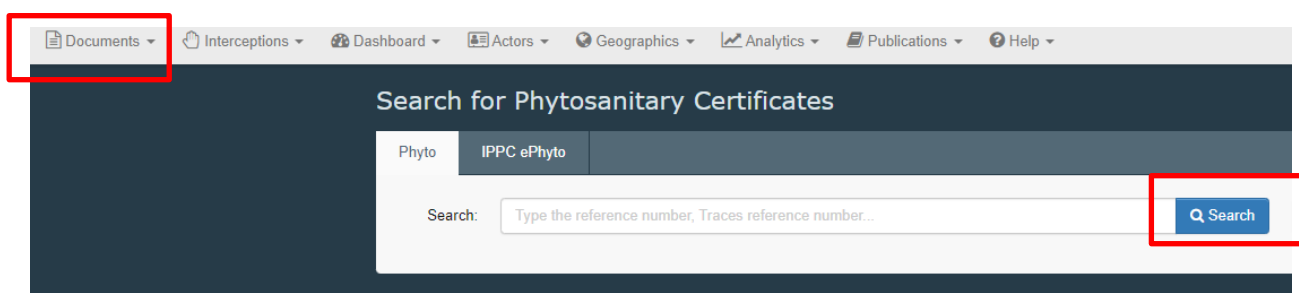 Documents Interceptions Dashboard Actors Geographics Analytics Publications Help
Search for Phytosanitary Certificates
Phyto IPPC ePhyto
Search: Type the reference number, Traces reference number... Search